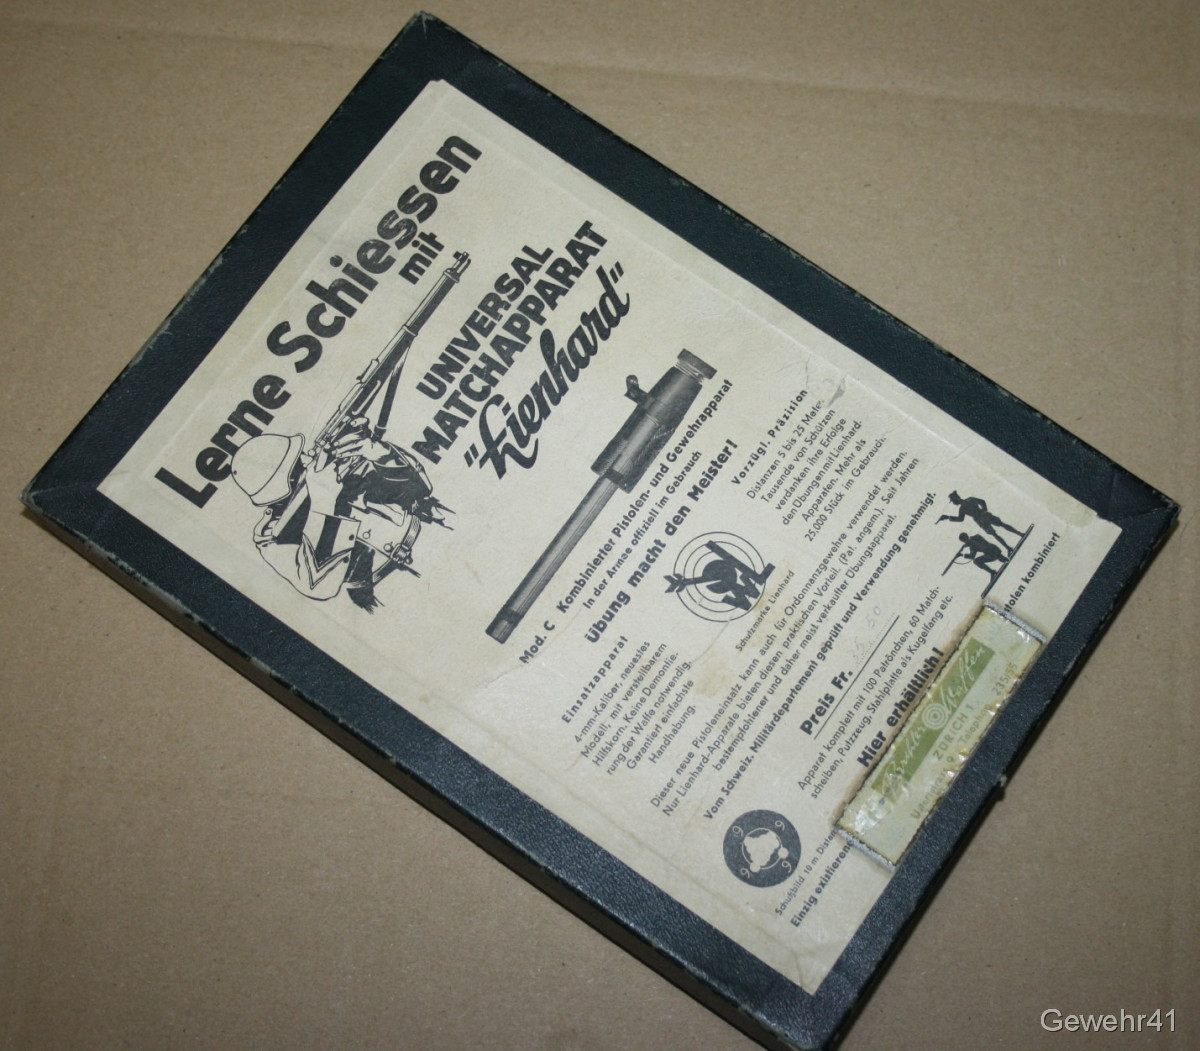 Lerne Schiessen
mit
UNIVERSAL
MATCHAPPARAT
"Lienhard"
Mod. C Kombinierter Pistolen- und Gewehrapparat
In der Armee offiziell im Gebrauch
Übung macht den Meister!
Einsatzapparat
4-mm-Kaliber, neuestes
Modell, mit verstellbarem
Hilfskorn. Keine Demontie-
rung der Waffe notwendig.
Garantiert einfachste
Handhabung.
WL
Schutzmarke Lienhard
Vorzügl. Präzision
Distanzen 5 bis 25 Meter.
Tausende von Schützen
verdanken ihre Erfolge
den Übungen mit Lienhard-
Apparaten. Mehr als
25,000 Stück im Gebrauch.
Dieser neue Pistoleneinsatz kann auch für Ordonnanzgewehre verwendet werden.
Nur Lienhard-Apparate bieten diesen praktischen Vorteil. (Pat. angem.). Seit Jahren
bestempfohlener und daher meist verkaufter Übungsapparat.
Vom Schweiz. Militärdepartement geprüft und Verwendung genehmigt.
Preis Fr.
Apparat komplett mit 100 Patrönchen, 60 Match-
scheiben, Putzzeug, Stahlplatte als Kugelfang etc.
Hier erhältlich!
Waffen
ZÜRICH 1
Schußbild 10 m
Einzig
kombiniert
Gewehr41